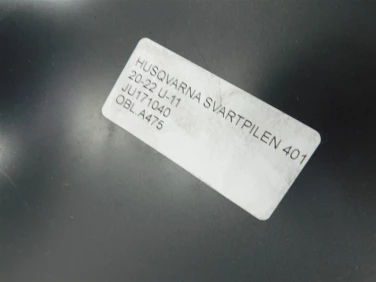 HUSQVARNA SVARTPILEN 401
20-22 U-11
JU171040
OBL.A475